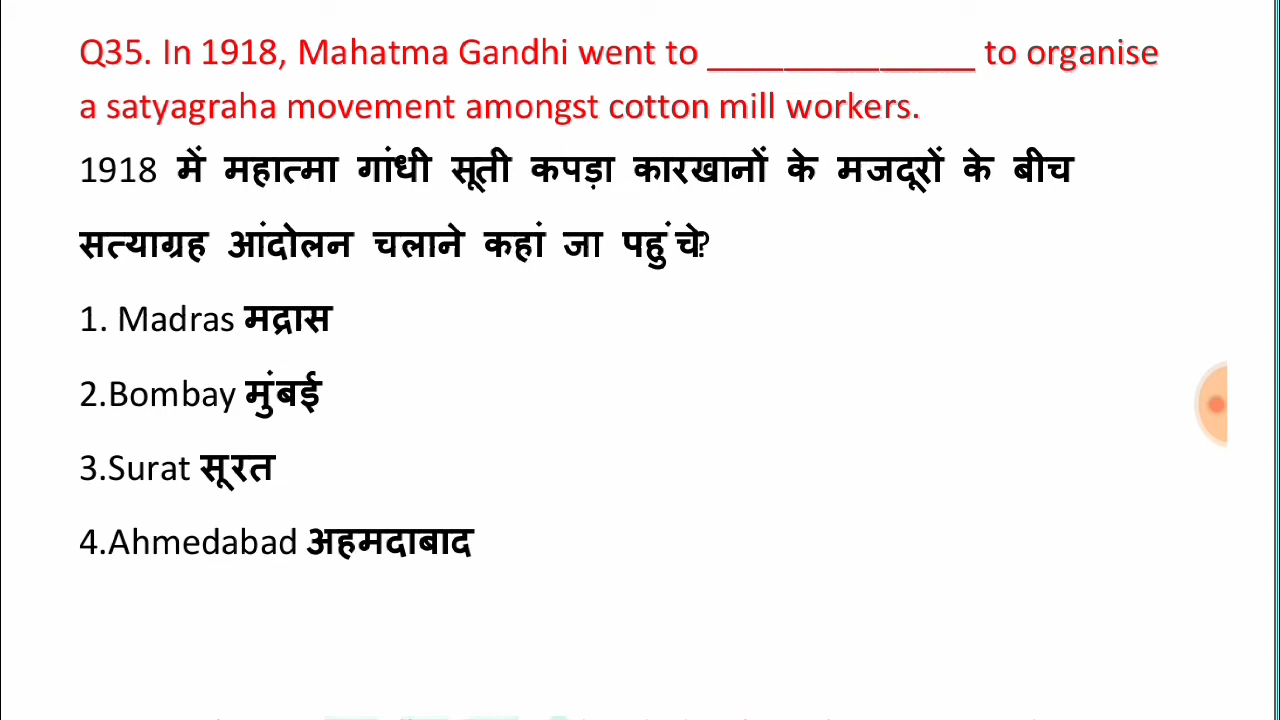 Q35. In 1918, Mahatma Gandhi went to ______________ to organise
a satyagraha movement amongst cotton mill workers.
1918 में महात्मा गांधी सूती कपड़ा कारखानों के मजदूरों के बीच
सत्याग्रह आंदोलन चलाने कहां जा पहुंचे?
1. Madras मद्रास
2.Bombay मुंबई
3.Surat सूरत
4.Ahmedabad अहमदाबाद